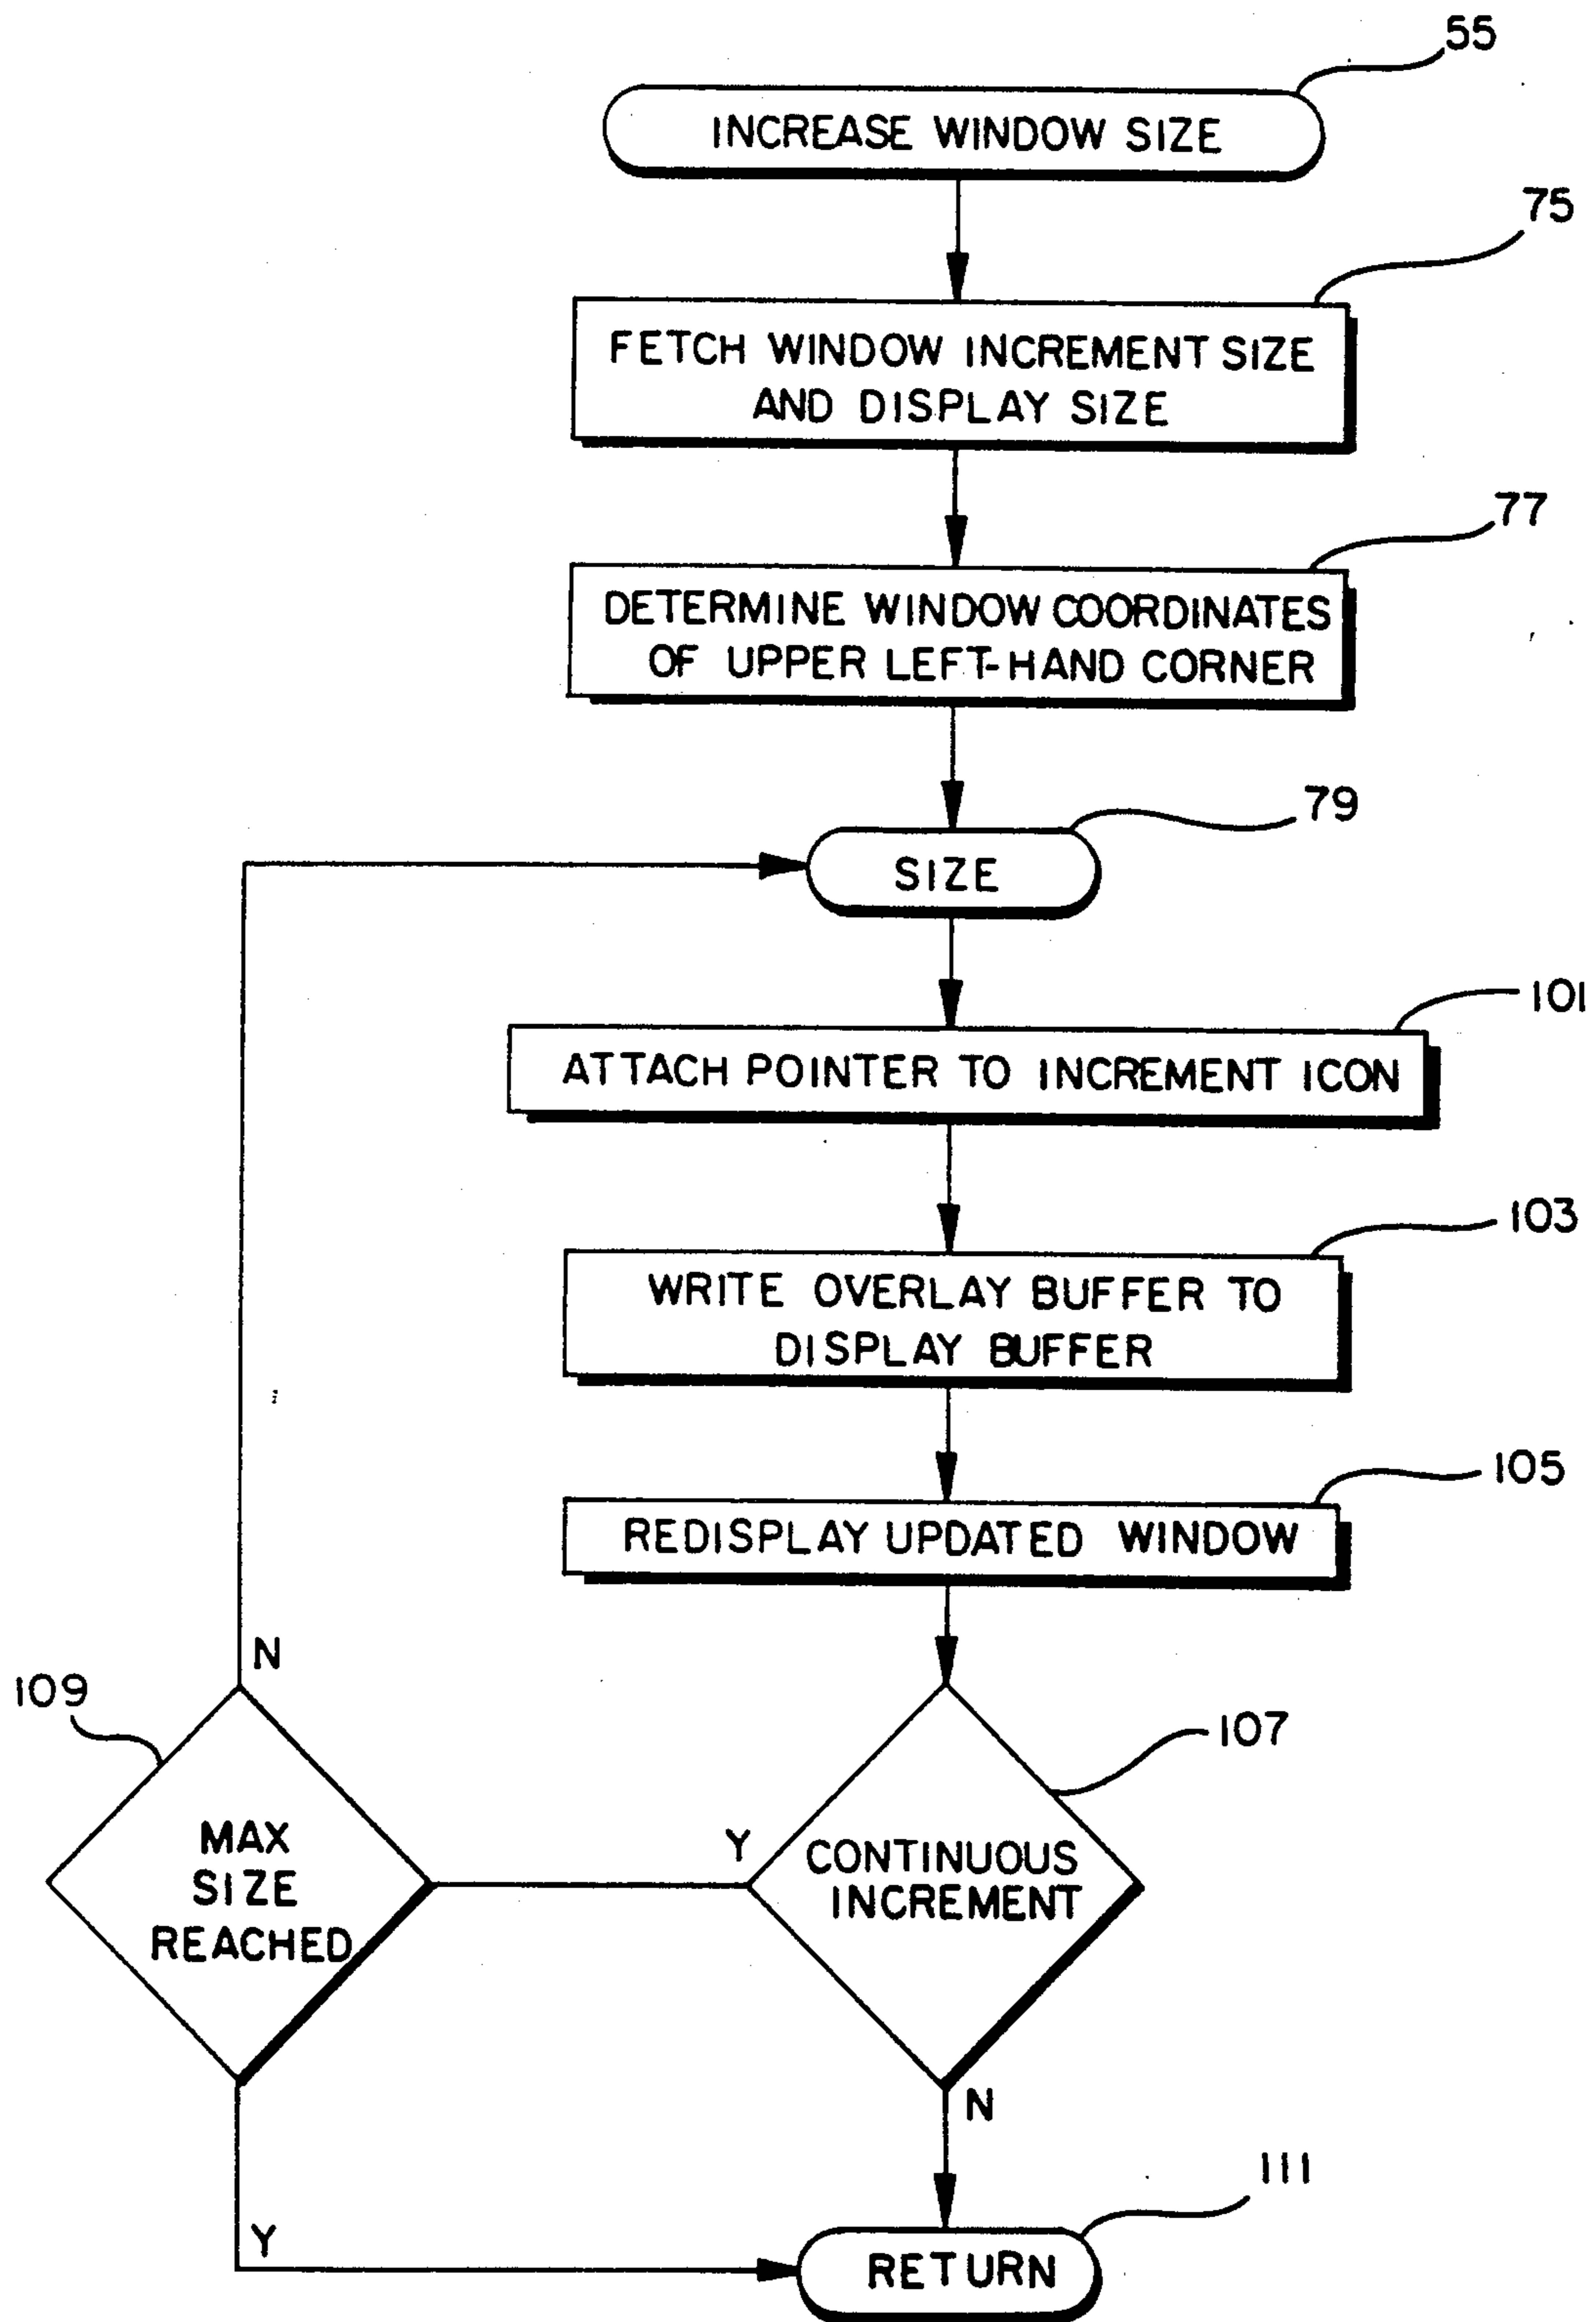 55
INCREASE WINDOW SIZE
75
FETCH WINDOW INCREMENT SIZE
AND DISPLAY SIZE
77
DETERMINE WINDOW COORDINATES
OF UPPER LEFT-HAND CORNER
79
SIZE
101
ATTACH POINTER TO INCREMENT ICON
103
WRITE OVERLAY BUFFER TO
DISPLAY BUFFER
105
REDISPLAY UPDATED WINDOW
N
109
107
MAX
SIZE
REACHED
Y
CONTINUOUS
INCREMENT
N
111
Y
RETURN